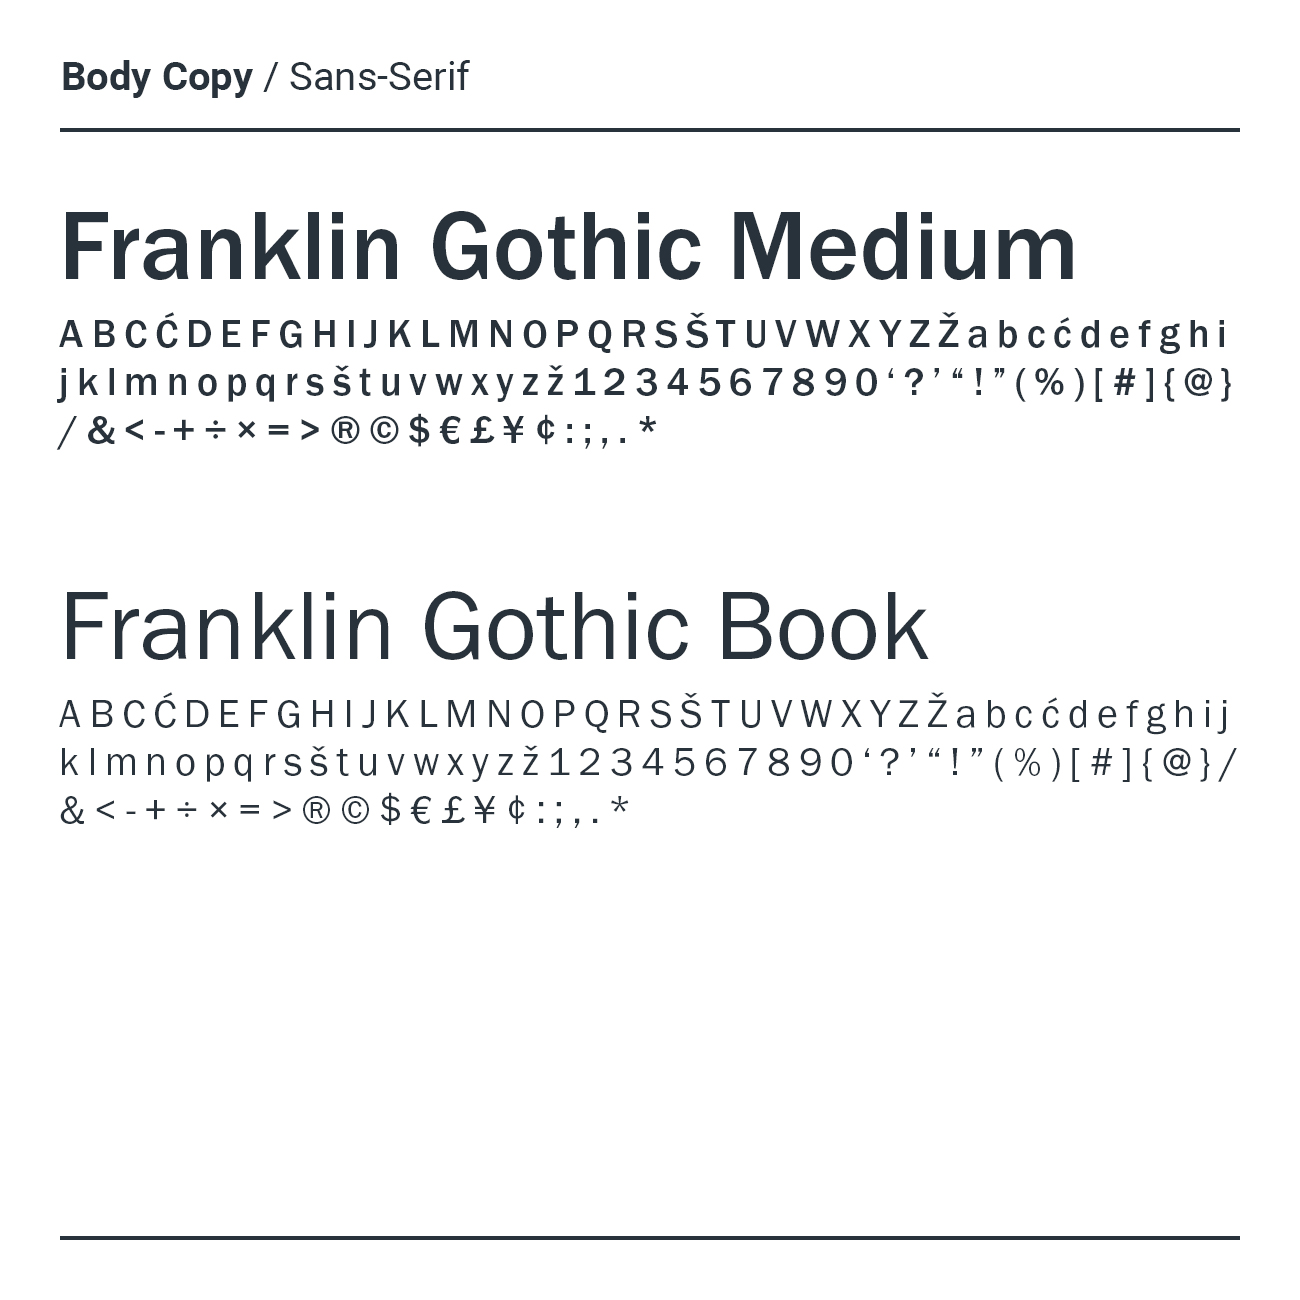 Body Copy / Sans-Serif
Franklin Gothic Medium
A B C Ć D E F G H I J K L M N O P Q R S Š T U V W X Y Z Ž a b c ć d e f g h i
j k l m n o p q r s š t u v w x y z ž 1 2 3 4 5 6 7 8 9 0 ‘ ? ’ “ ! ” ( % ) [ # ] { @ }
/ & < - + ÷ × = > ® © $ € £ ¥ ¢ : ; , . *
Franklin Gothic Book
A B C Ć D E F G H I J K L M N O P Q R S Š T U V W X Y Z Ž a b c ć d e f g h i j
k l m n o p q r s š t u v w x y z ž 1 2 3 4 5 6 7 8 9 0 ‘ ? ’ “ ! ” ( % ) [ # ] { @ } /
& < - + ÷ × = > ® © $ € £ ¥ ¢ : ; , . *